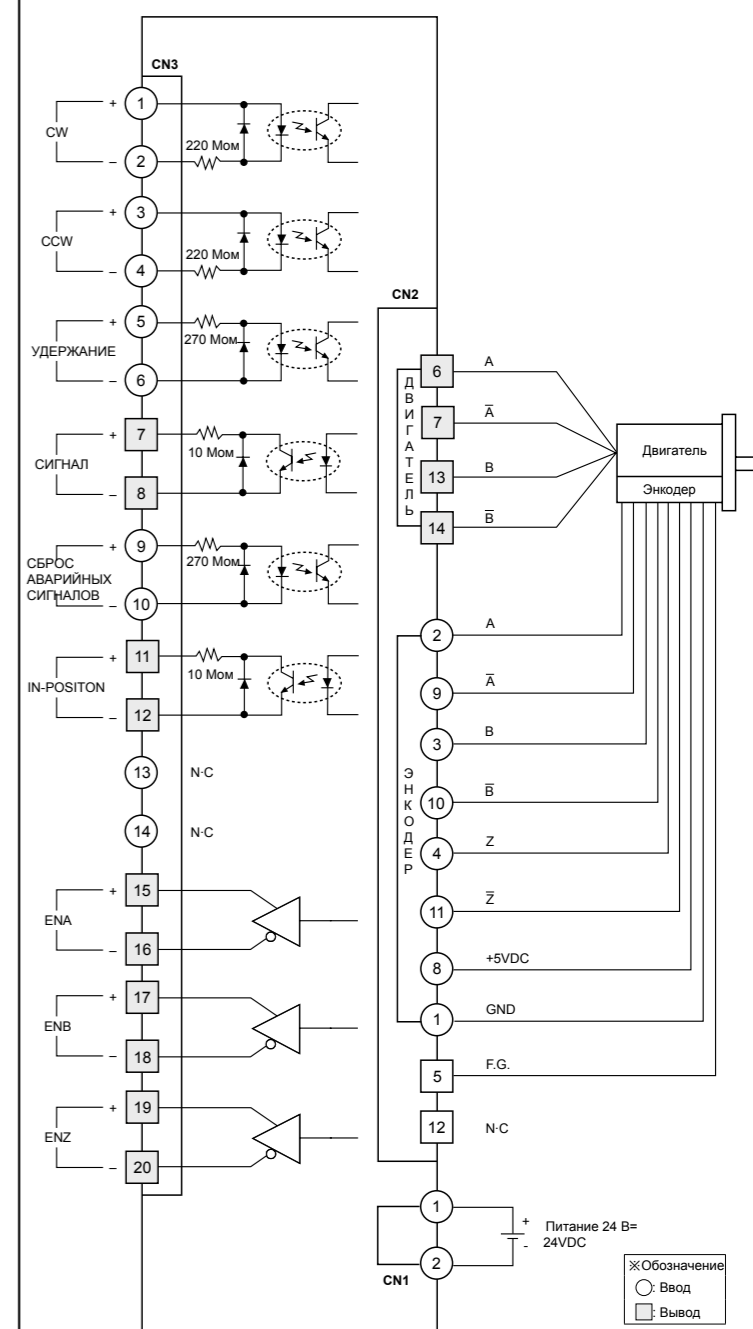 CN3
+ 1
CW
220 Мом
– 2
+ 3
CCW
220 Мом
– 4
+ 5
УДЕРЖАНИЕ
270 Мом
– 6
+ 7
СИГНАЛ
10 Мом
– 8
+ 9
СБРОС
АВАРИЙНЫХ
СИГНАЛОВ
270 Мом
– 10
+ 11
IN-POSITON
10 Мом
– 12
13 N·C
14 N·C
+ 15
ENA
– 16
+ 17
ENB
– 18
+ 19
ENZ
– 20
CN2
ДВИГАТЕЛЬ
6 A
7 A̅
13 B
14 B̅
Двигатель
Энкодер
ЭНКОДЕР
2 A
9 A̅
3 B
10 B̅
4 Z
11 Z̅
8 +5VDC
1 GND
5 F.G.
12 N·C
1
+
Питание 24 В=
24VDC
-
2
CN1
※Обозначение
: Ввод
: Вывод